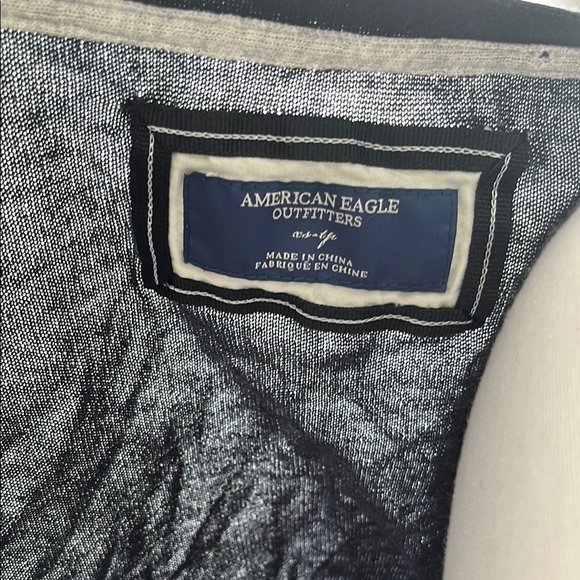 AMERICAN EAGLE
OUTFITTERS
xs-tp
MADE IN CHINA
FABRIQUÉ EN CHINE